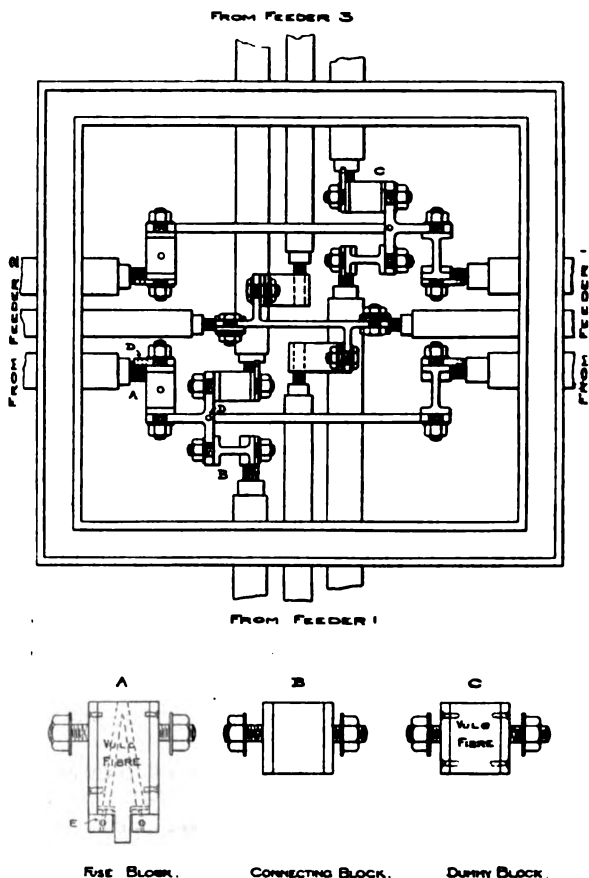 FROM FEEDER 3
C
FROM FEEDER 2
FROM FEEDER 1
D
A
D
B
FROM FEEDER 1
A
B
C
VULC
FIBRE
VULC
FIBRE
E
FUSE BLOCK.
CONNECTING BLOCK.
DUMMY BLOCK